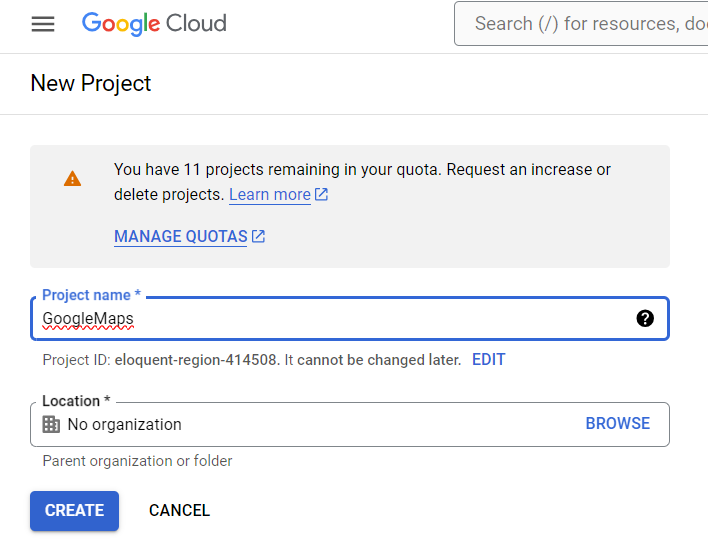 Google Cloud
Search (/) for resources,
New Project
You have 11 projects remaining in your quota. Request an increase or
delete projects. Learn more
MANAGE QUOTAS
Project name *
GoogleMaps
Project ID: eloquent-region-414508. It cannot be changed later. EDIT
Location *
No organization
BROWSE
Parent organization or folder
CREATE CANCEL